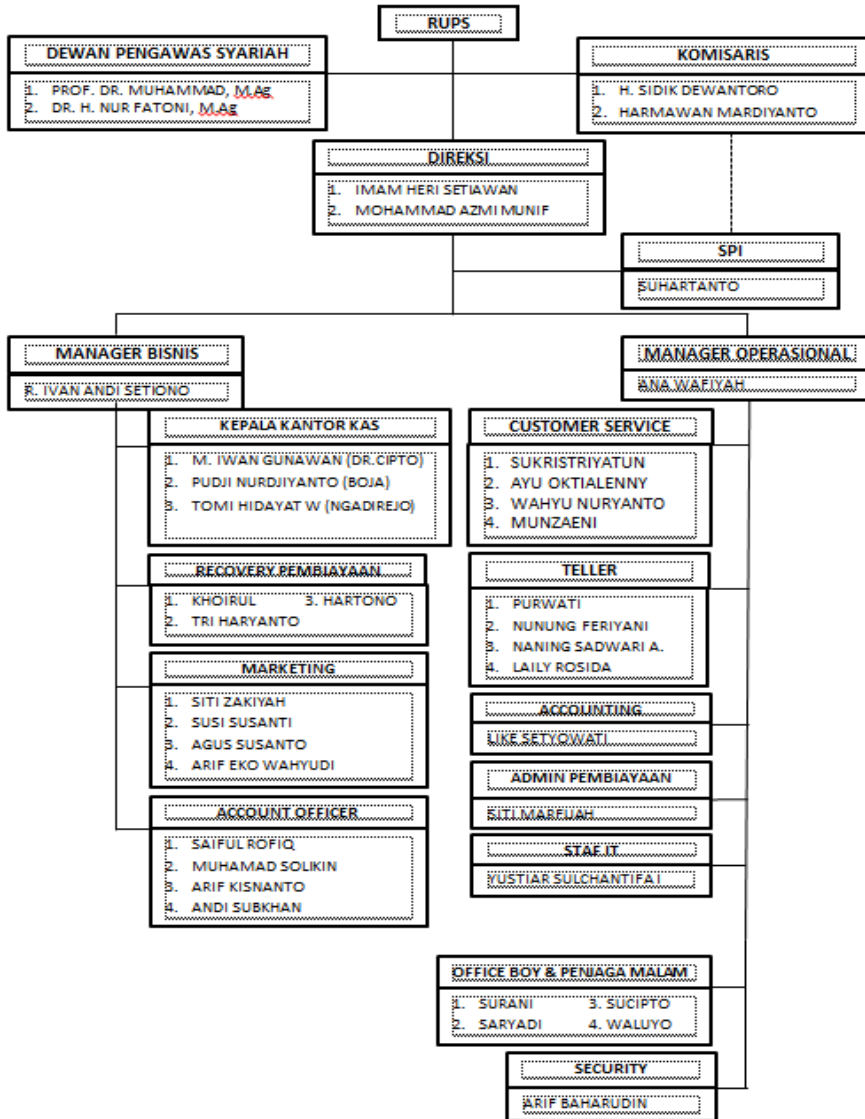 RUPS
DEWAN PENGAWAS SYARIAH
1. PROF. DR. MUHAMMAD, M.Ag
2. DR. H. NUR FATONI, M.Ag
KOMISARIS
1. H. SIDIK DEWANTORO
2. HARMAWAN MARDIYANTO
DIREKSI
1. IMAM HERI SETIAWAN
2. MOHAMMAD AZMI MUNIF
SPI
SUHARTANTO
MANAGER BISNIS
R. IVAN ANDI SETIONO
MANAGER OPERASIONAL
ANA WAFIYAH
KEPALA KANTOR KAS
1. M. IWAN GUNAWAN (DR.CIPTO)
2. PUDJI NURDJIYANTO (BOJA)
3. TOMI HIDAYAT W (NGADIREJO)
CUSTOMER SERVICE
1. SUKRISTRIYATUN
2. AYU OKTIALENNY
3. WAHYU NURYANTO
4. MUNZAENI
RECOVERY PEMBIAYAAN
1. KHOIRUL 3. HARTONO
2. TRI HARYANTO
TELLER
1. PURWATI
2. NUNUNG FERIYANI
3. NANING SADWARI A.
4. LAILY ROSIDA
MARKETING
1. SITI ZAKIYAH
2. SUSI SUSANTI
3. AGUS SUSANTO
4. ARIF EKO WAHYUDI
ACCOUNTING
LIKE SETYOWATI
ADMIN PEMBIAYAAN
SITI MARFUAH
ACCOUNT OFFICER
1. SAIFUL ROFIQ
2. MUHAMAD SOLIKIN
3. ARIF KISNANTO
4. ANDI SUBKHAN
STAF IT
YUSTIAR SULCHANTIFA I
OFFICE BOY & PENJAGA MALAM
1. SURANI 3. SUCIPTO
2. SARYADI 4. WALUYO
SECURITY
ARIF BAHARUDIN